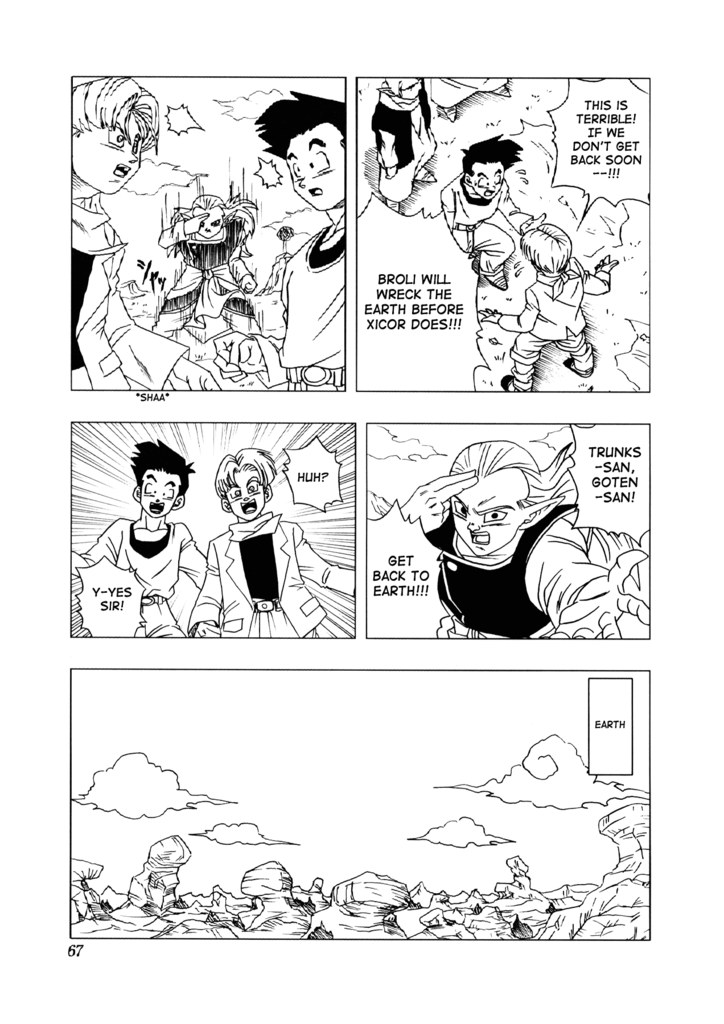 THIS IS
TERRIBLE!
IF WE
DON'T GET
BACK SOON
--!!!
BROLI WILL
WRECK THE
EARTH BEFORE
XICOR DOES!!!
*SHAA*
TRUNKS
-SAN,
GOTEN
-SAN!
GET
BACK TO
EARTH!!!
HUH?
Y-YES
SIR!
EARTH
67